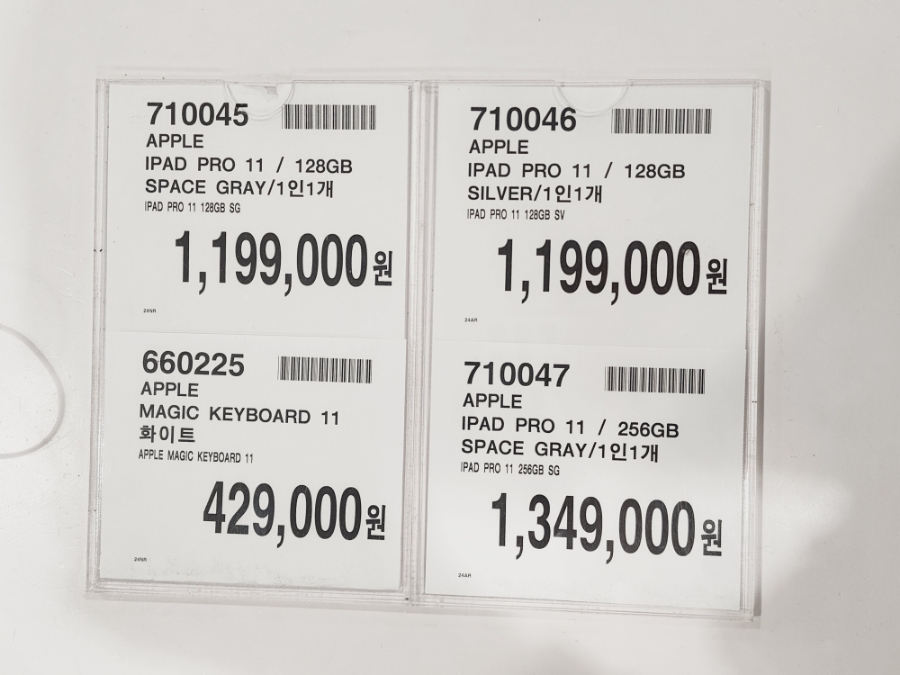 710045
APPLE
IPAD PRO 11 / 128GB
SPACE GRAY/1인1개
IPAD PRO 11 128GB SG
1,199,000원
24NR
710046
APPLE
IPAD PRO 11 / 128GB
SILVER/1인1개
IPAD PRO 11 128GB SV
1,199,000원
24AR
660225
APPLE
MAGIC KEYBOARD 11
화이트
APPLE MAGIC KEYBOARD 11
429,000원
24NR
710047
APPLE
IPAD PRO 11 / 256GB
SPACE GRAY/1인1개
IPAD PRO 11 256GB SG
1,349,000원
24AR